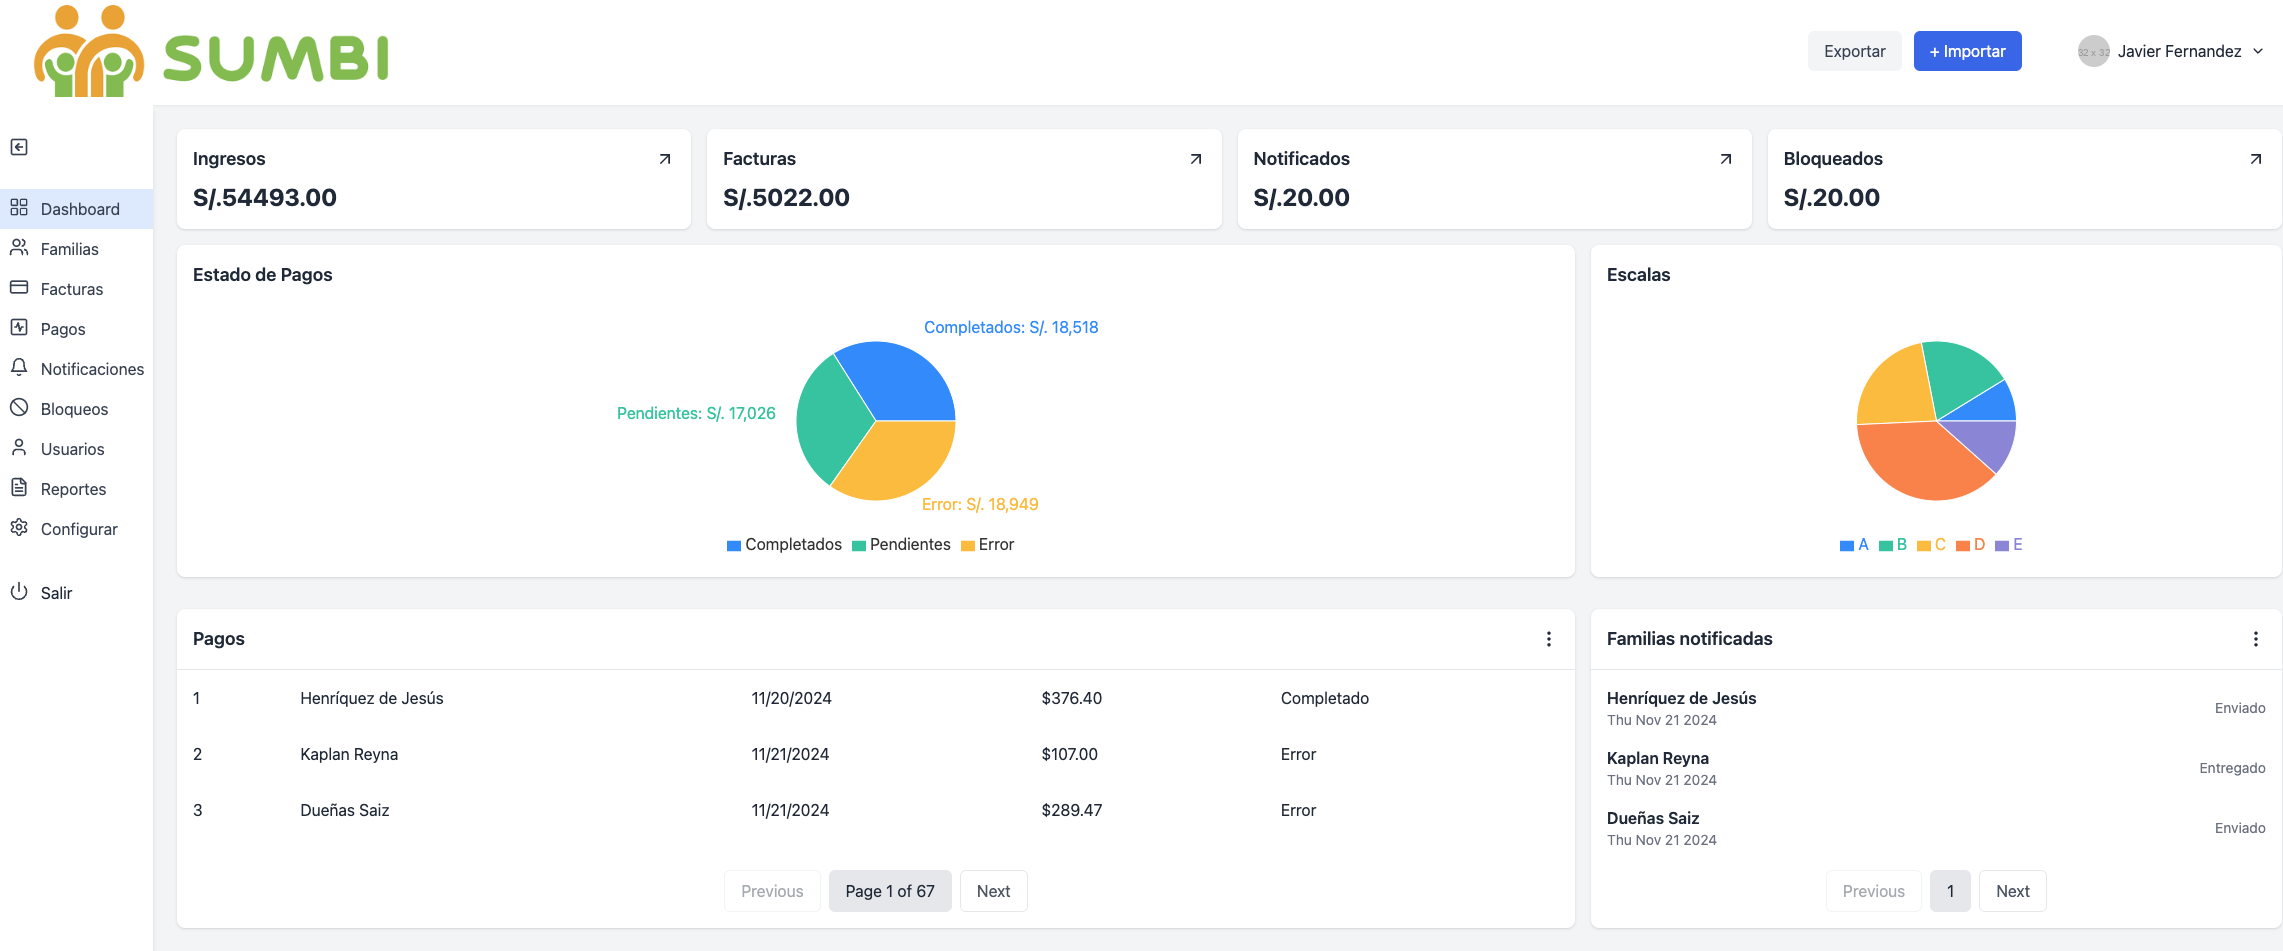 SUMBI
Exportar
+ Importar
32 x 32
Javier Fernandez
Dashboard
Familias
Facturas
Pagos
Notificaciones
Bloqueos
Usuarios
Reportes
Configurar
Salir
Ingresos
S/.54493.00
Facturas
S/.5022.00
Notificados
S/.20.00
Bloqueados
S/.20.00
Estado de Pagos
Completados: S/. 18,518
Pendientes: S/. 17,026
Error: S/. 18,949
Completados Pendientes Error
Escalas
A B C D E
Pagos
1 Henríquez de Jesús 11/20/2024 $376.40 Completado
2 Kaplan Reyna 11/21/2024 $107.00 Error
3 Dueñas Saiz 11/21/2024 $289.47 Error
Previous Page 1 of 67 Next
Familias notificadas
Henríquez de Jesús
Thu Nov 21 2024
Enviado
Kaplan Reyna
Thu Nov 21 2024
Entregado
Dueñas Saiz
Thu Nov 21 2024
Enviado
Previous 1 Next